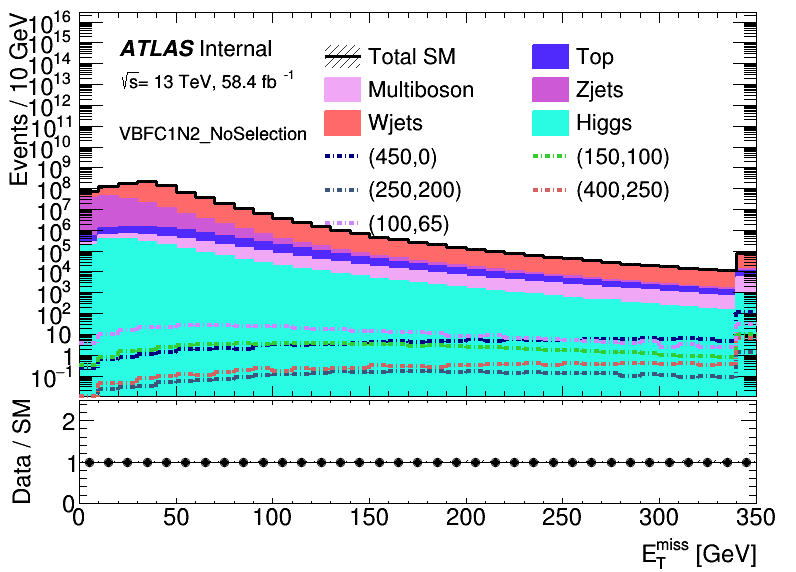 Events / 10 GeV
10^16
10^15
10^14
10^13
10^12
10^11
10^10
10^9
10^8
10^7
10^6
10^5
10^4
10^3
10^2
10
1
10^−1
ATLAS Internal
√s= 13 TeV, 58.4 fb^-1
VBFC1N2_NoSelection
Total SM
Top
Multiboson
Zjets
Wjets
Higgs
(450,0)
(150,100)
(250,200)
(400,250)
(100,65)
Data / SM
2
1
0
0 50 100 150 200 250 300 350
E_T^miss [GeV]